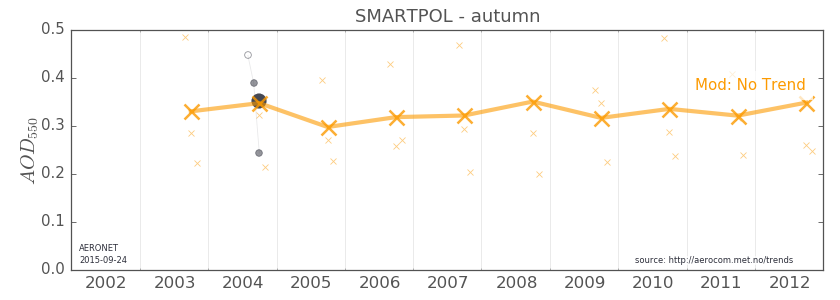 SMARTPOL - autumn
0.5
0.4
0.3
0.2
0.1
0.0
AOD550
Mod: No Trend
AERONET
2015-09-24
source: http://aerocom.met.no/trends
2002 2003 2004 2005 2006 2007 2008 2009 2010 2011 2012